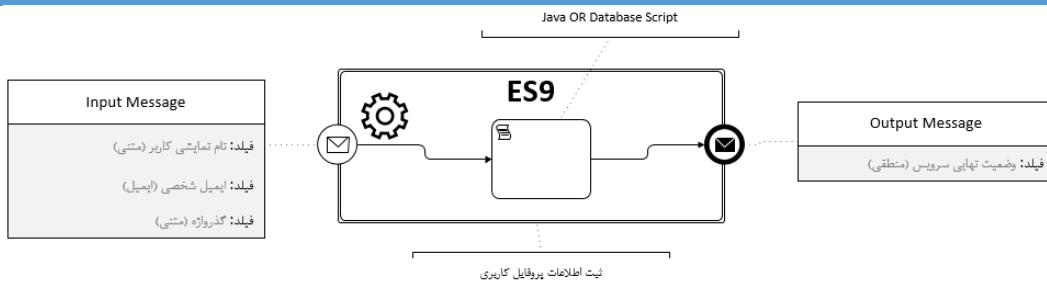 Java OR Database Script
ES9
Input Message
فیلد: نام نمایشی کاربر (متنی)
فیلد: ایمیل شخصی (ایمیل)
فیلد: گذرواژه (متنی)
Output Message
فیلد: وضعیت نهایی سرویس (منطقی)
ثبت اطلاعات پروفایل کاربری